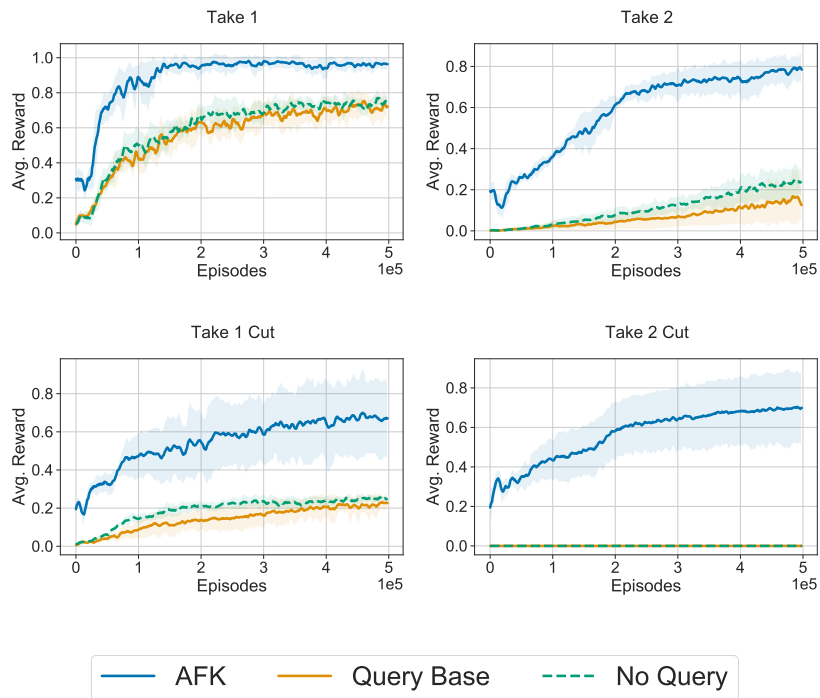 Take 1
Take 2
Avg. Reward
1.0
0.8
0.6
0.4
0.2
0.0
0 1 2 3 4 5
Episodes
1e5
Avg. Reward
0.8
0.6
0.4
0.2
0.0
0 1 2 3 4 5
Episodes
1e5
Take 1 Cut
Take 2 Cut
Avg. Reward
0.8
0.6
0.4
0.2
0.0
0 1 2 3 4 5
Episodes
1e5
Avg. Reward
0.8
0.6
0.4
0.2
0.0
0 1 2 3 4 5
Episodes
1e5
AFK Query Base No Query